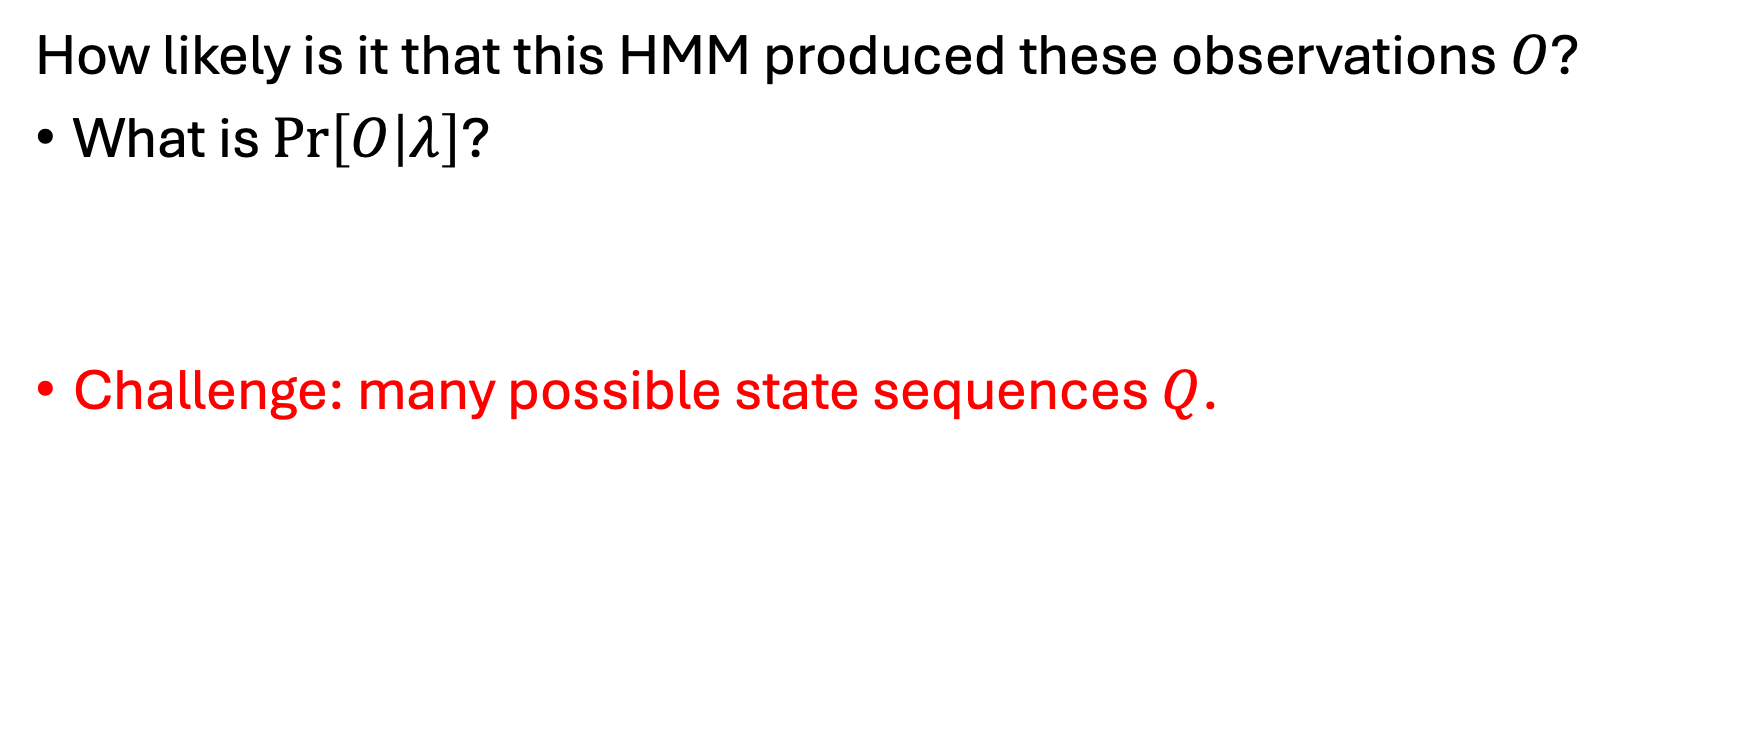 How likely is it that this HMM produced these observations 𝑂?
• What is Pr[𝑂|𝜆]?
• Challenge: many possible state sequences 𝑄.